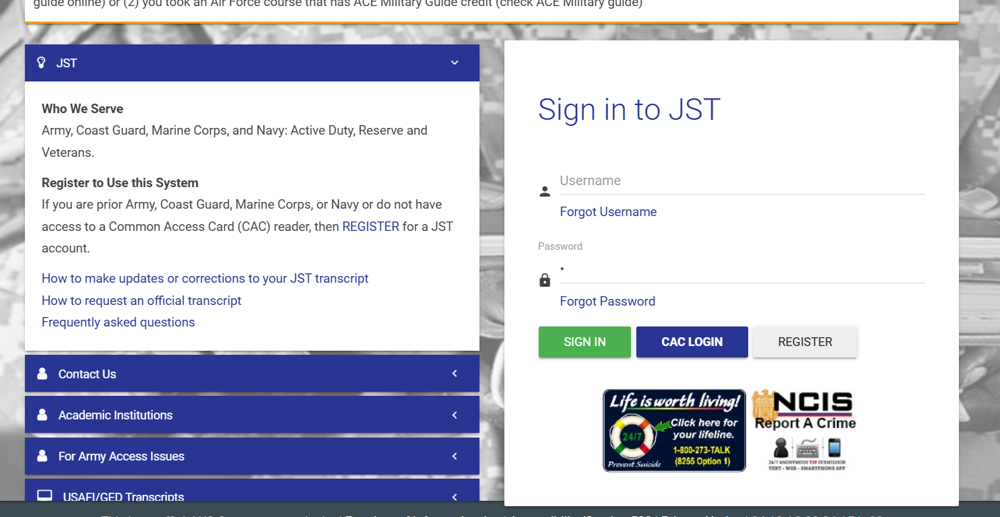 guide online) or (2) you took an Air Force course that has ACE Military Guide credit (check ACE Military guide)
JST
Who We Serve
Army, Coast Guard, Marine Corps, and Navy: Active Duty, Reserve and
Veterans.
Register to Use this System
If you are prior Army, Coast Guard, Marine Corps, or Navy or do not have
access to a Common Access Card (CAC) reader, then REGISTER for a JST
account.
How to make updates or corrections to your JST transcript
How to request an official transcript
Frequently asked questions
Contact Us
Academic Institutions
For Army Access Issues
USAFI/GED Transcripts
Sign in to JST
Username
Forgot Username
Password
Forgot Password
SIGN IN
CAC LOGIN
REGISTER
Life is worth living!
Click here for
your lifeline.
24/7
1-800-273-TALK
(8255 Option 1)
Prevent Suicide
NCIS
Report A Crime
24/7 ANONYMOUS TIP SUBMISSION
TEXT • WEB • SMARTPHONE APP